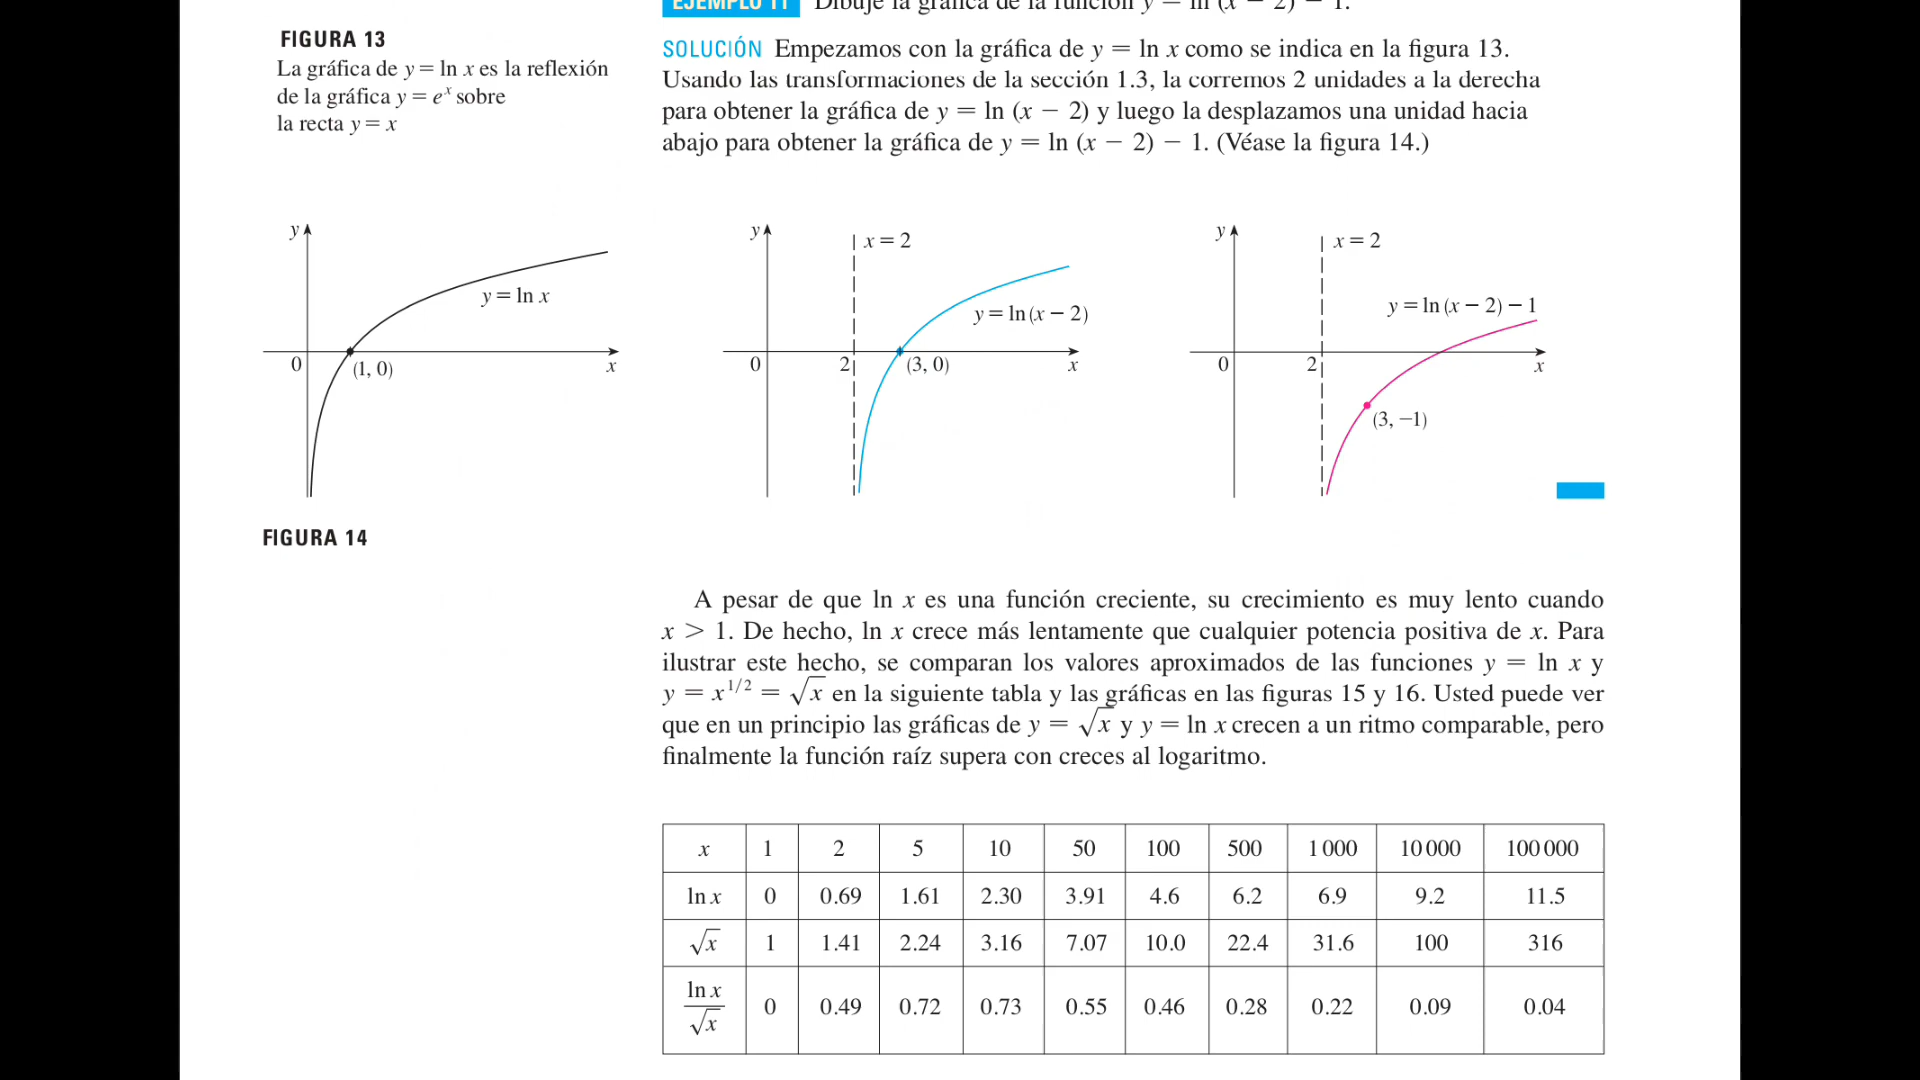 EJEMPLO 11 Dibuje la gráfica de la función y = ln (x − 2) − 1.
FIGURA 13
La gráfica de y = ln x es la reflexión
de la gráfica y = e^x sobre
la recta y = x
SOLUCIÓN Empezamos con la gráfica de y = ln x como se indica en la figura 13.
Usando las transformaciones de la sección 1.3, la corremos 2 unidades a la derecha
para obtener la gráfica de y = ln (x − 2) y luego la desplazamos una unidad hacia
abajo para obtener la gráfica de y = ln (x − 2) − 1. (Véase la figura 14.)
y
y = ln x
0
(1, 0)
x
y
x = 2
y = ln (x − 2)
0
2
(3, 0)
x
y
x = 2
y = ln (x − 2) − 1
0
2
x
(3, −1)
FIGURA 14
A pesar de que ln x es una función creciente, su crecimiento es muy lento cuando
x > 1. De hecho, ln x crece más lentamente que cualquier potencia positiva de x. Para
ilustrar este hecho, se comparan los valores aproximados de las funciones y = ln x y
y = x^1/2 = √x en la siguiente tabla y las gráficas en las figuras 15 y 16. Usted puede ver
que en un principio las gráficas de y = √x y y = ln x crecen a un ritmo comparable, pero
finalmente la función raíz supera con creces al logaritmo.
x 1 2 5 10 50 100 500 1 000 10 000 100 000
ln x 0 0.69 1.61 2.30 3.91 4.6 6.2 6.9 9.2 11.5
√x 1 1.41 2.24 3.16 7.07 10.0 22.4 31.6 100 316
ln x / √x 0 0.49 0.72 0.73 0.55 0.46 0.28 0.22 0.09 0.04